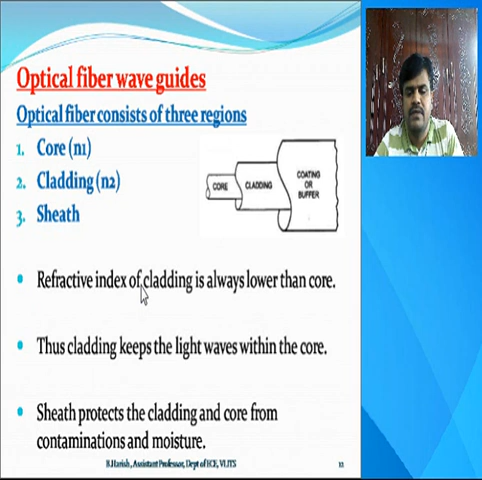 Optical fiber wave guides
Optical fiber consists of three regions
1. Core (n1)
2. Cladding (n2)
3. Sheath
CORE
CLADDING
COATING
OR
BUFFER
• Refractive index of cladding is always lower than core.
• Thus cladding keeps the light waves within the core.
• Sheath protects the cladding and core from
contaminations and moisture.
B.Harish, Assistant Professor, Dept of ECE, VLITS